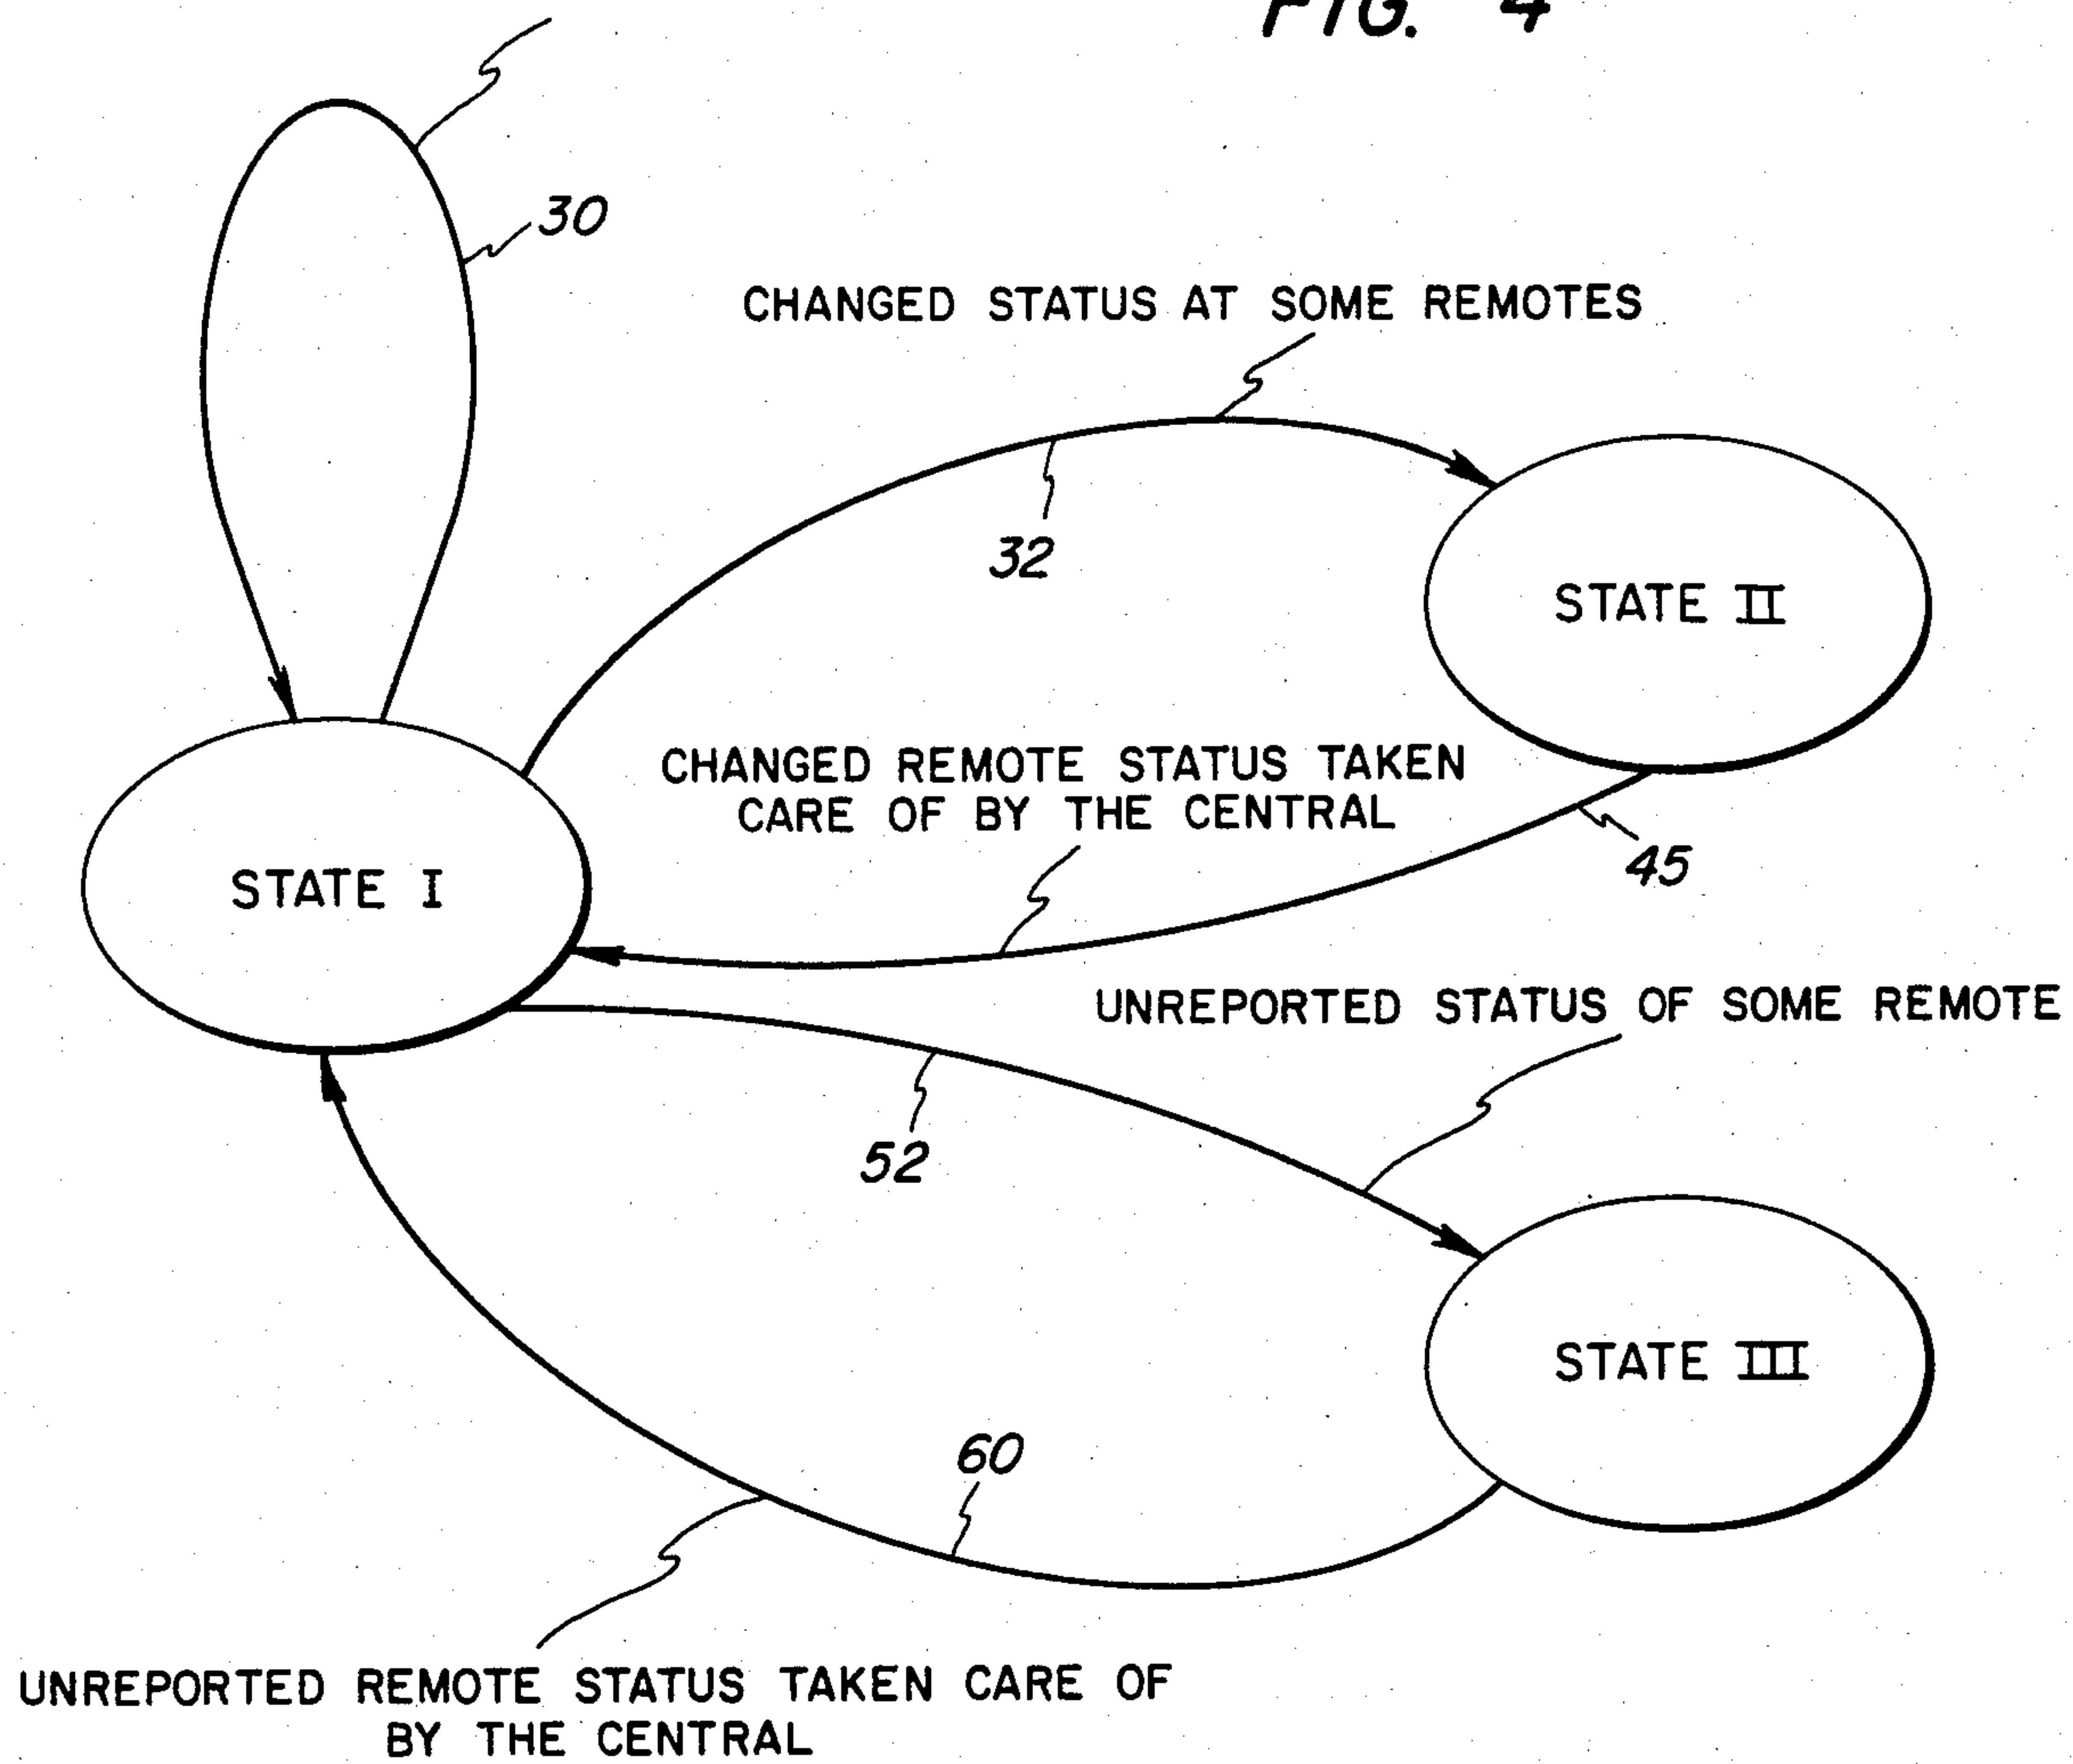 FIG. 4
30
CHANGED STATUS AT SOME REMOTES
32
STATE II
CHANGED REMOTE STATUS TAKEN
CARE OF BY THE CENTRAL
45
STATE I
UNREPORTED STATUS OF SOME REMOTE
52
STATE III
60
UNREPORTED REMOTE STATUS TAKEN CARE OF
BY THE CENTRAL